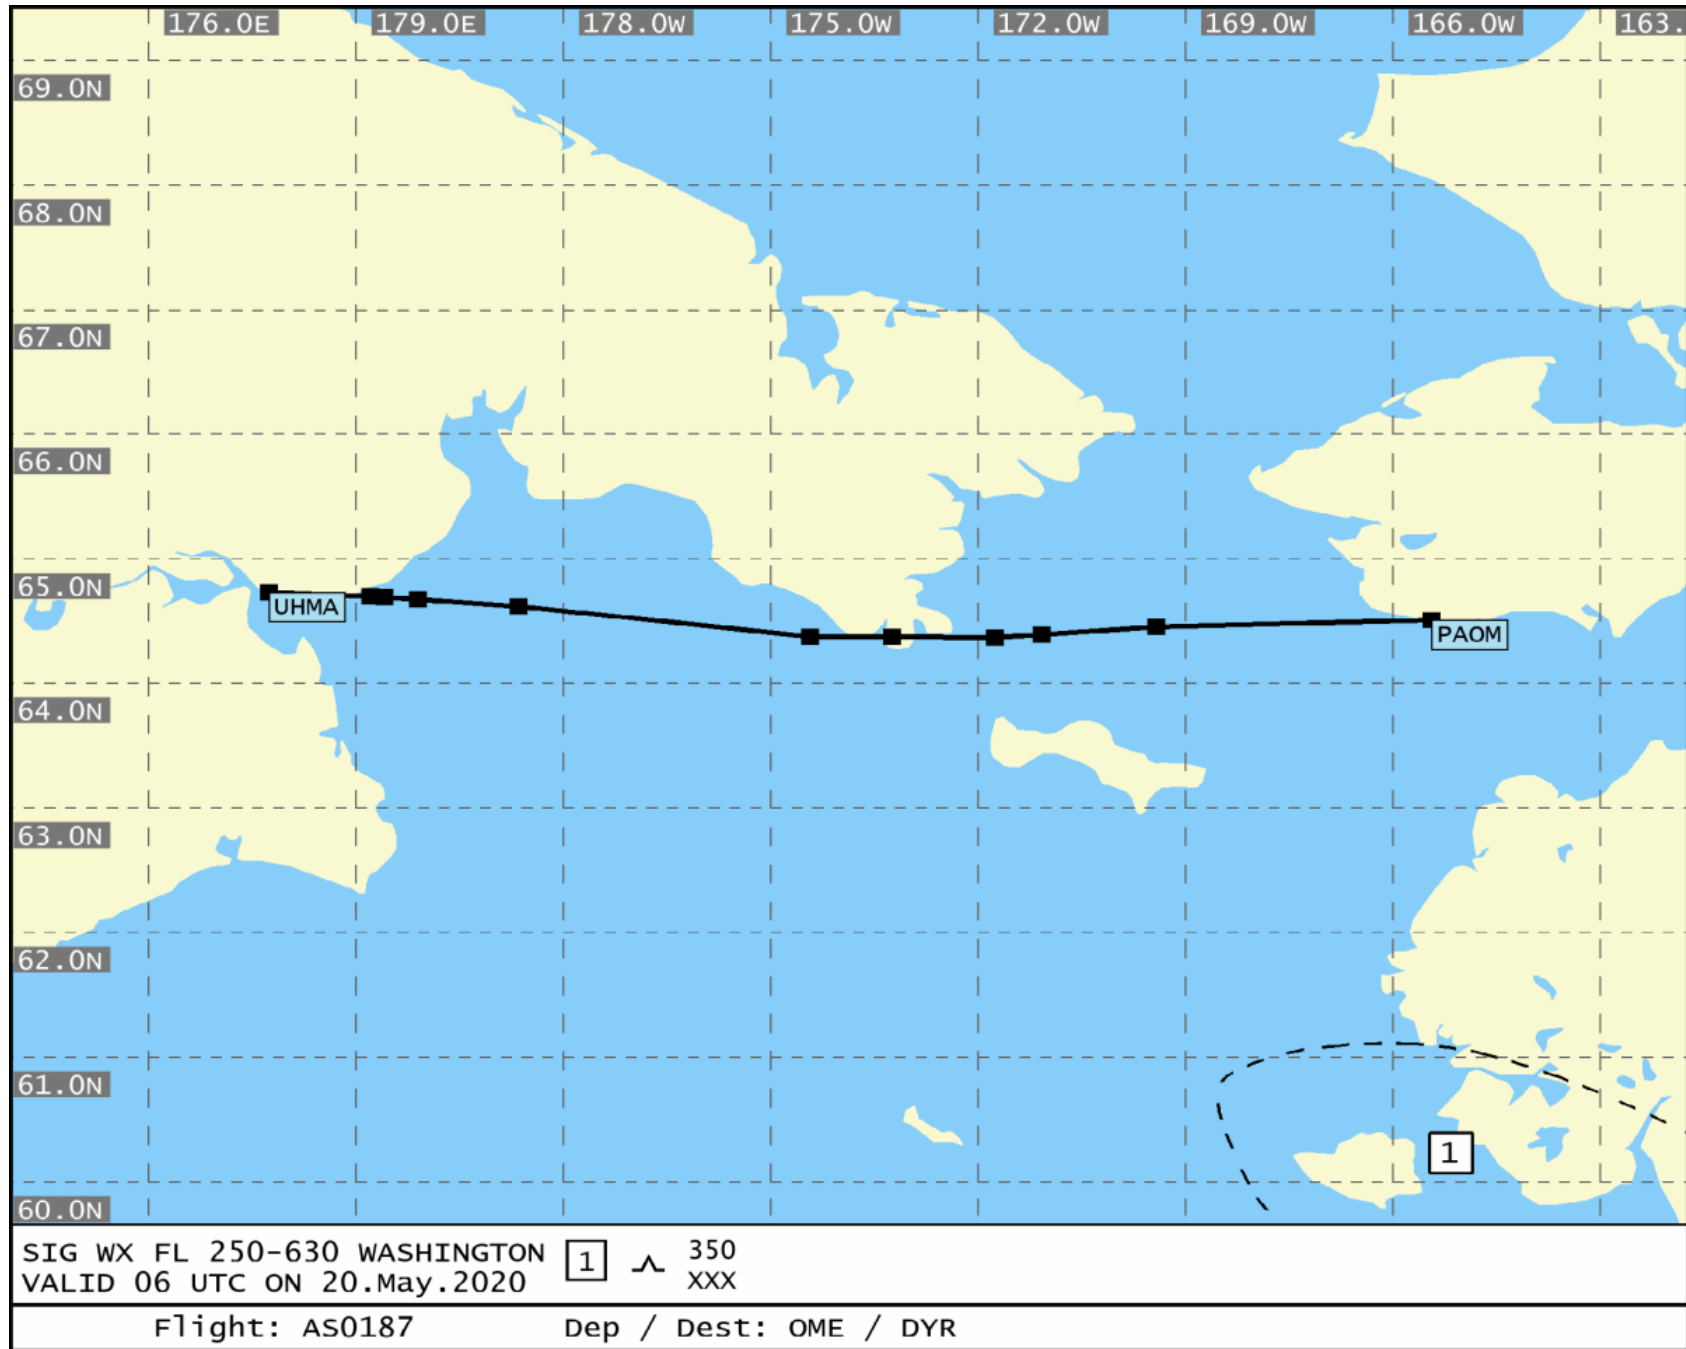 176.0E 179.0E 178.0W 175.0W 172.0W 169.0W 166.0W 163.
69.0N
68.0N
67.0N
66.0N
65.0N
UHMA
PAOM
64.0N
63.0N
62.0N
61.0N
1
60.0N
SIG WX FL 250-630 WASHINGTON
VALID 06 UTC ON 20.May.2020
1
350
XXX
Flight: AS0187 Dep / Dest: OME / DYR